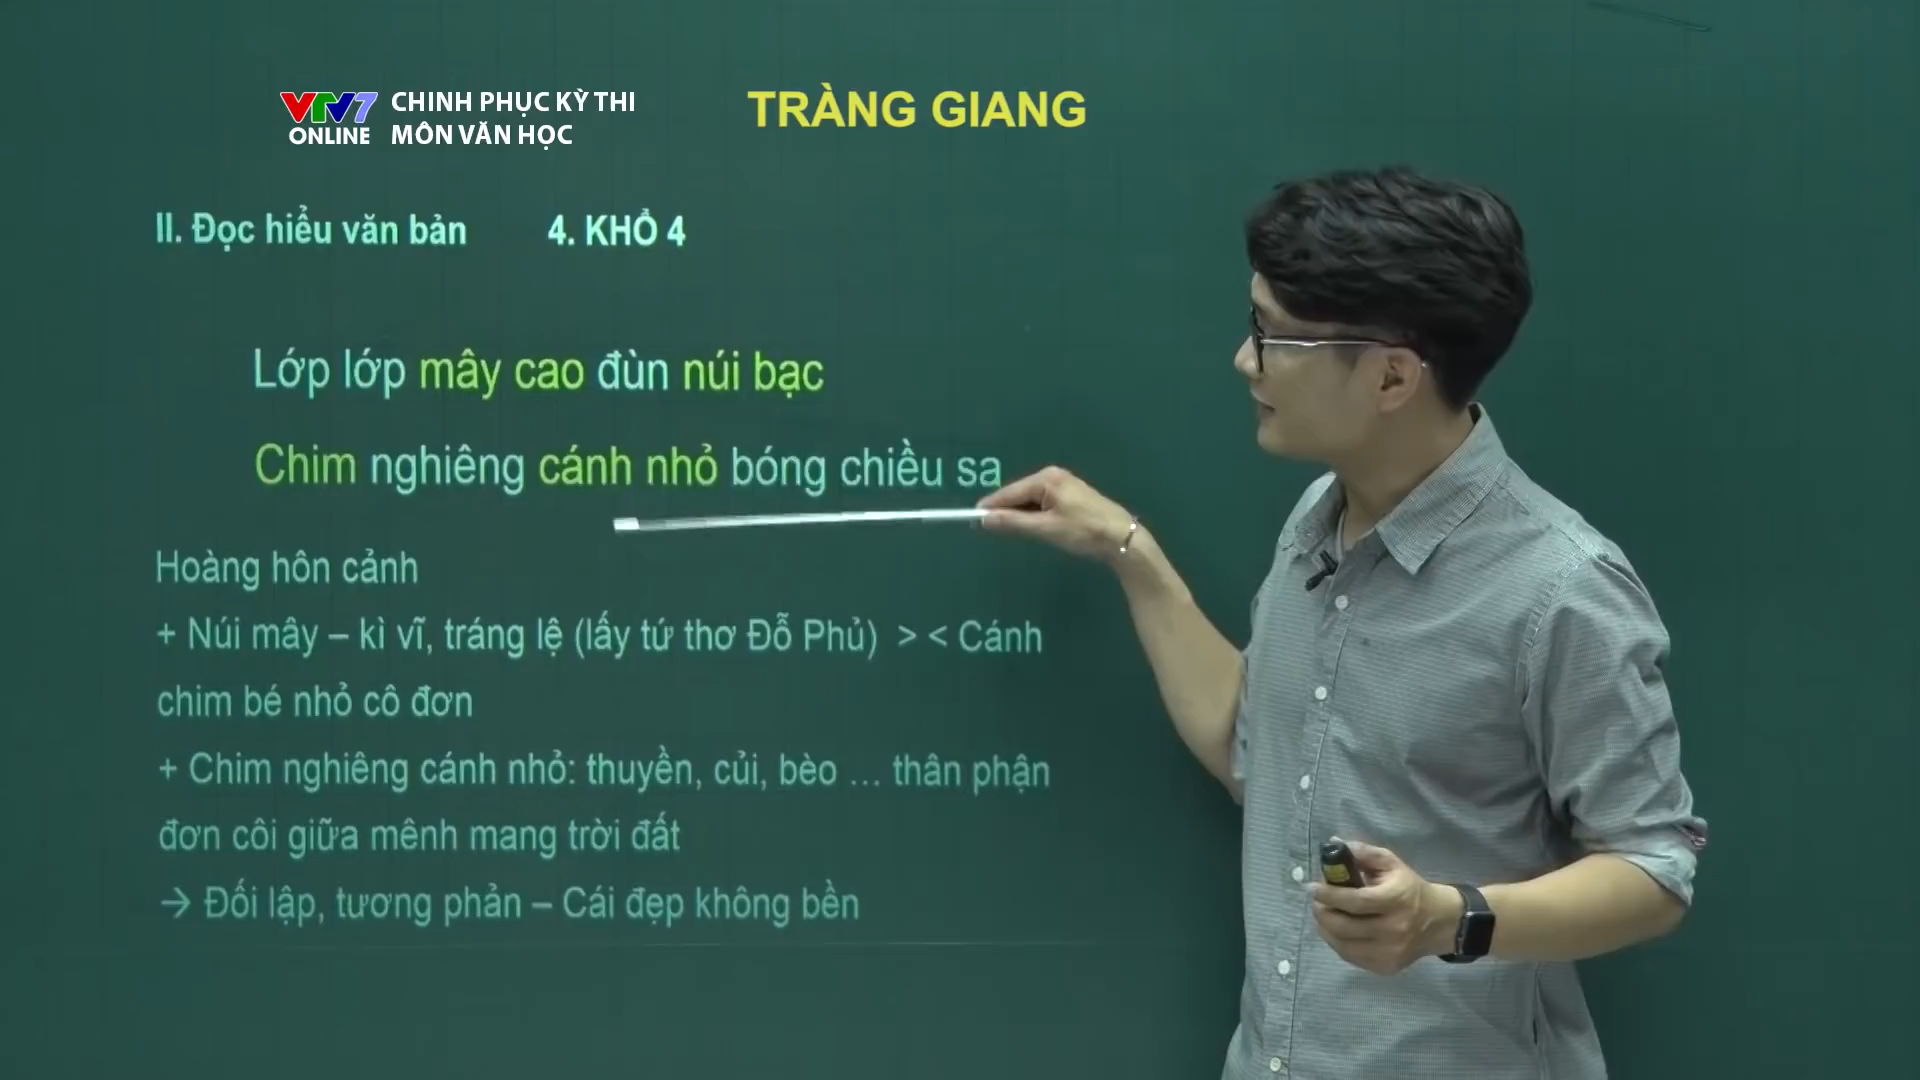 VTV7 ONLINE
CHINH PHỤC KỲ THI
MÔN VĂN HỌC
TRÀNG GIANG
II. Đọc hiểu văn bản 4. KHỔ 4
Lớp lớp mây cao đùn núi bạc
Chim nghiêng cánh nhỏ bóng chiều sa
Hoàng hôn cảnh
+ Núi mây – kì vĩ, tráng lệ (lấy tứ thơ Đỗ Phủ) > < Cánh
chim bé nhỏ cô đơn
+ Chim nghiêng cánh nhỏ: thuyền, củi, bèo … thân phận
đơn côi giữa mênh mang trời đất
→ Đối lập, tương phản – Cái đẹp không bền